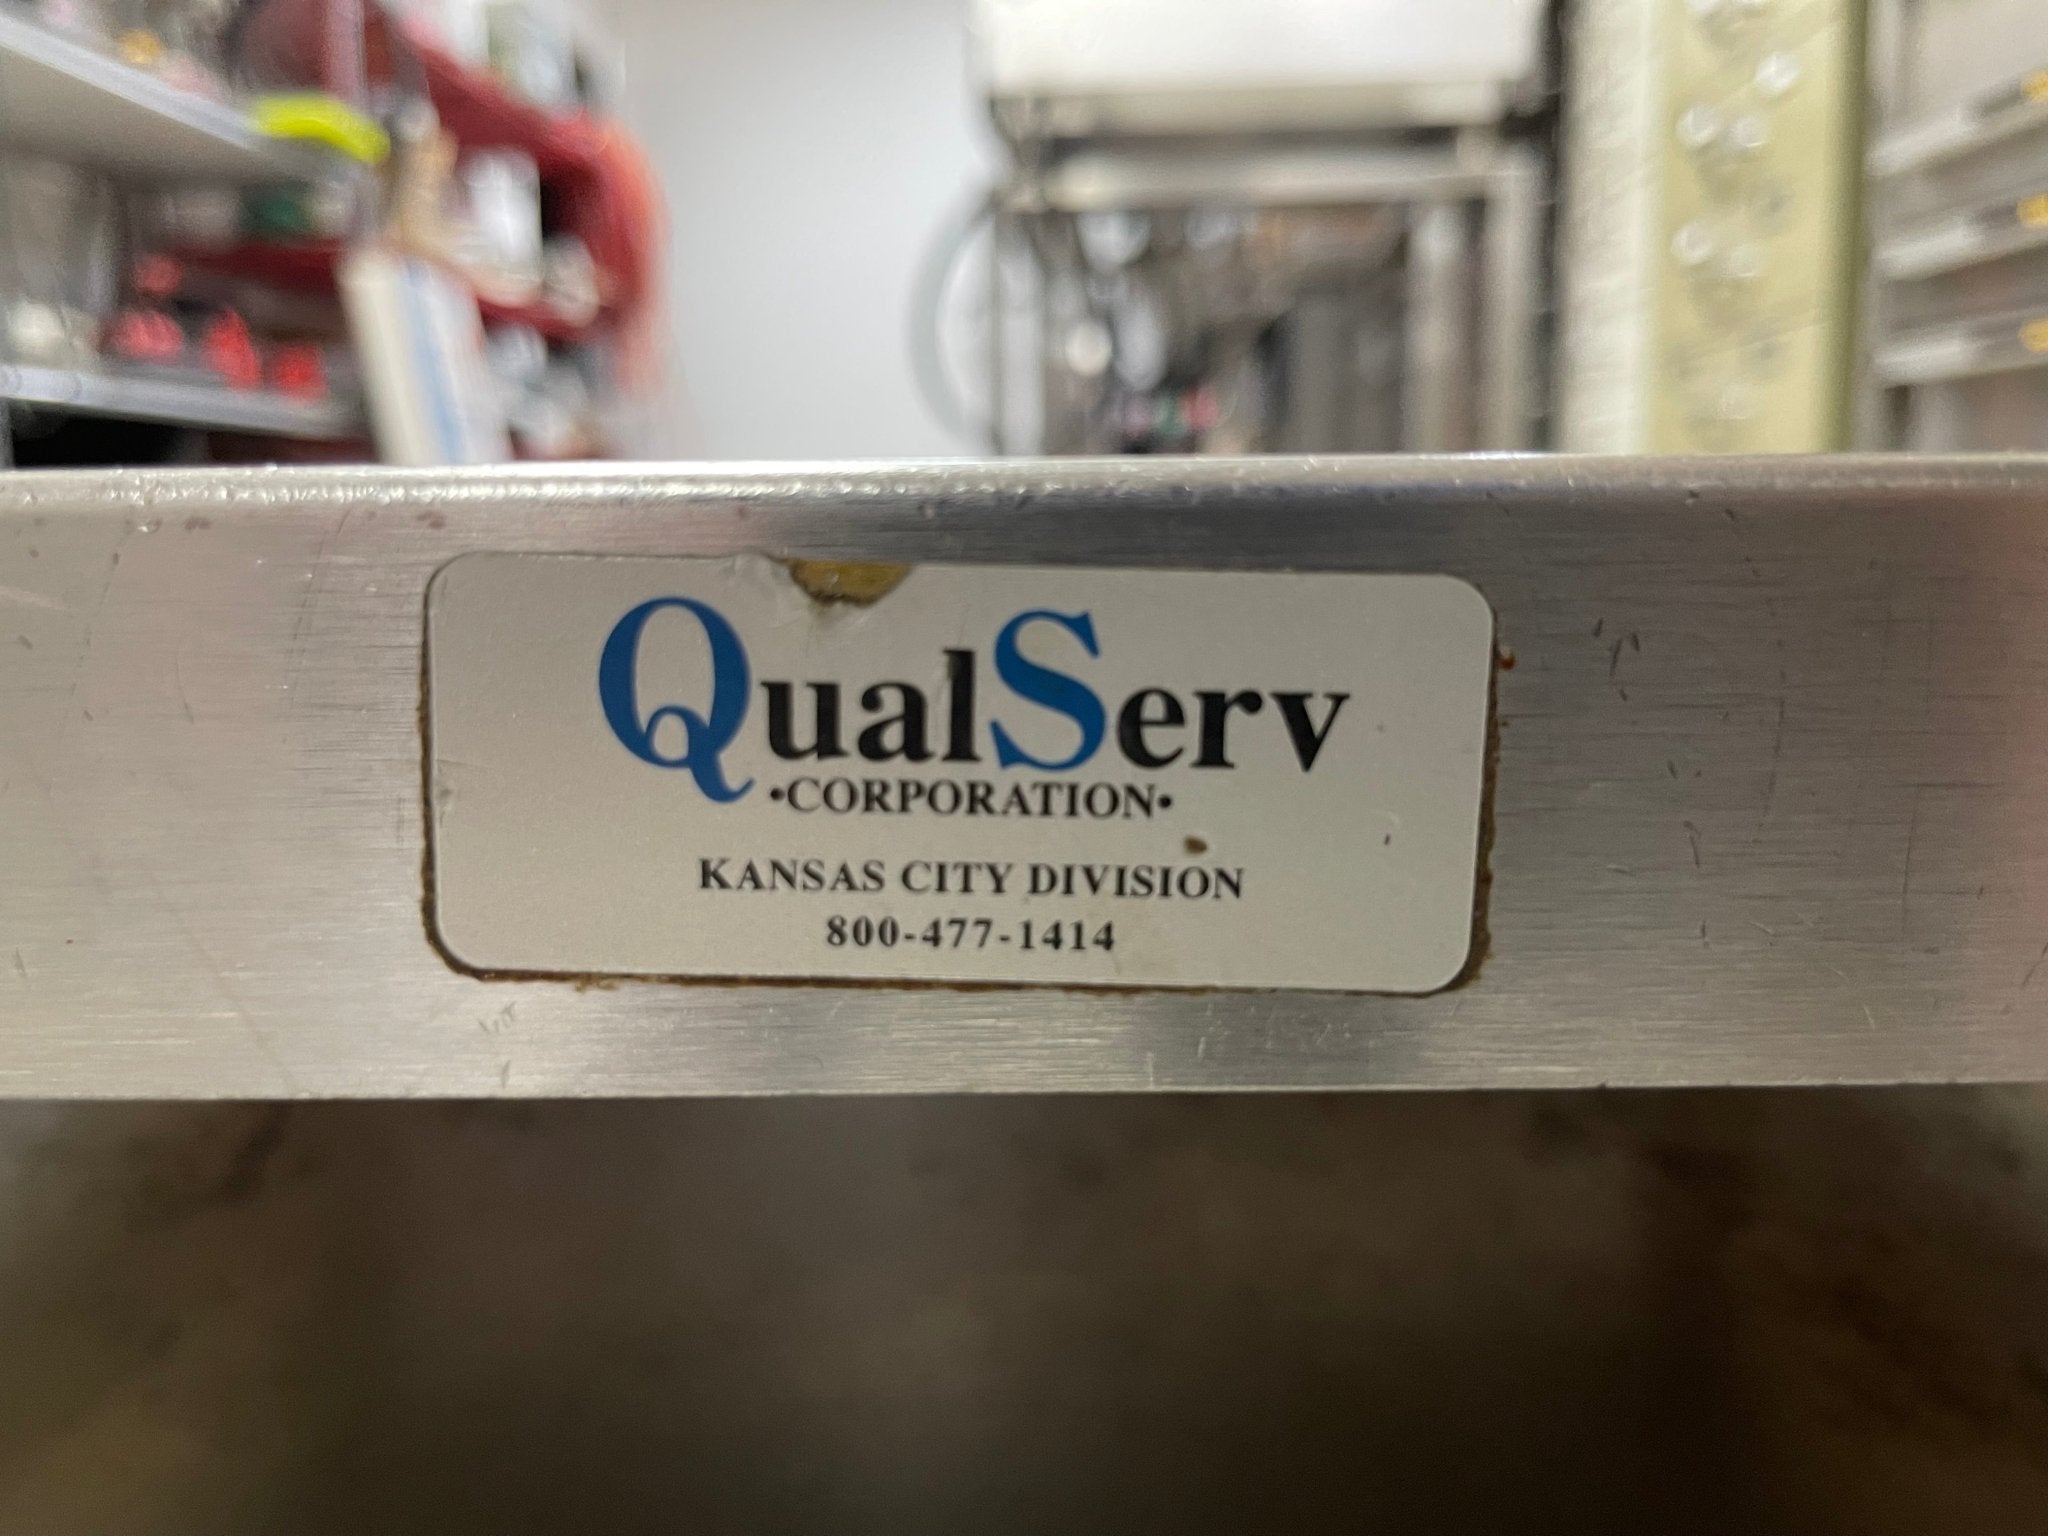 QualServ
•CORPORATION•
KANSAS CITY DIVISION
800-477-1414